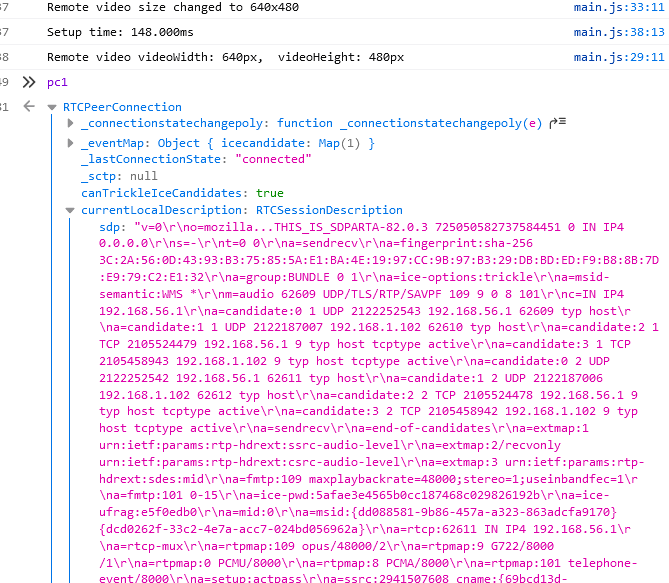 37 Remote video size changed to 640x480 main.js:33:11
37 Setup time: 148.000ms main.js:38:13
38 Remote video videoWidth: 640px,  videoHeight: 480px main.js:29:11
49 >> pc1
31 ← ▼ RTCPeerConnection
▶ _connectionstatechangepoly: function _connectionstatechangepoly(e)
▶ _eventMap: Object { icecandidate: Map(1) }
_lastConnectionState: "connected"
_sctp: null
canTrickleIceCandidates: true
▼ currentLocalDescription: RTCSessionDescription
sdp: "v=0\r\no=mozilla...THIS_IS_SDPARTA-82.0.3 725050582737584451 0 IN IP4
0.0.0.0\r\ns=-\r\nt=0 0\r\na=sendrecv\r\na=fingerprint:sha-256
3C:2A:56:0D:43:93:B3:75:85:5A:E1:BA:4E:19:97:CC:9B:97:B3:29:DB:BD:ED:F9:B8:8B:7D
:E9:79:C2:E1:32\r\na=group:BUNDLE 0 1\r\na=ice-options:trickle\r\na=msid-
semantic:WMS *\r\nm=audio 62609 UDP/TLS/RTP/SAVPF 109 9 0 8 101\r\nc=IN IP4
192.168.56.1\r\na=candidate:0 1 UDP 2122252543 192.168.56.1 62609 typ host\r
\na=candidate:1 1 UDP 2122187007 192.168.1.102 62610 typ host\r\na=candidate:2 1
TCP 2105524479 192.168.56.1 9 typ host tcptype active\r\na=candidate:3 1 TCP
2105458943 192.168.1.102 9 typ host tcptype active\r\na=candidate:0 2 UDP
2122252542 192.168.56.1 62611 typ host\r\na=candidate:1 2 UDP 2122187006
192.168.1.102 62612 typ host\r\na=candidate:2 2 TCP 2105524478 192.168.56.1 9
typ host tcptype active\r\na=candidate:3 2 TCP 2105458942 192.168.1.102 9 typ
host tcptype active\r\na=sendrecv\r\na=end-of-candidates\r\na=extmap:1
urn:ietf:params:rtp-hdrext:ssrc-audio-level\r\na=extmap:2/recvonly
urn:ietf:params:rtp-hdrext:csrc-audio-level\r\na=extmap:3 urn:ietf:params:rtp-
hdrext:sdes:mid\r\na=fmtp:109 maxplaybackrate=48000;stereo=1;useinbandfec=1\r
\na=fmtp:101 0-15\r\na=ice-pwd:5afae3e4565b0cc187468c029826192b\r\na=ice-
ufrag:e5f0edb0\r\na=mid:0\r\na=msid:{dd088581-9b86-457a-a323-863adcfa9170}
{dcd0262f-33c2-4e7a-acc7-024bd056962a}\r\na=rtcp:62611 IN IP4 192.168.56.1\r
\na=rtcp-mux\r\na=rtpmap:109 opus/48000/2\r\na=rtpmap:9 G722/8000
/1\r\na=rtpmap:0 PCMU/8000\r\na=rtpmap:8 PCMA/8000\r\na=rtpmap:101 telephone-
event/8000\r\na=setup:actpass\r\na=ssrc:2941507608 cname:{69bcd13d-